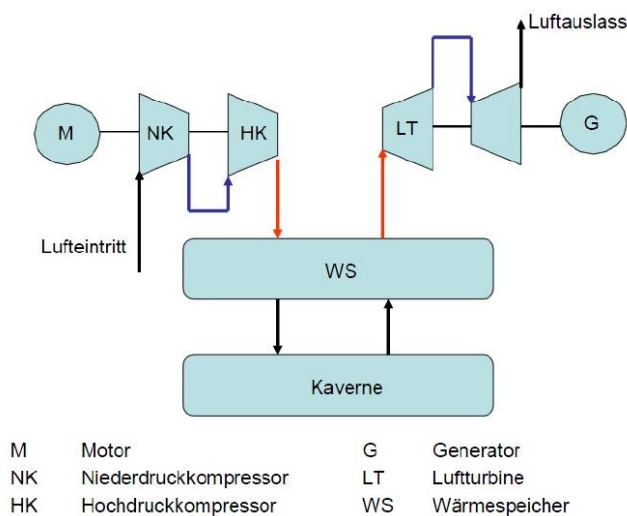 Luftauslass
M
NK
HK
LT
G
Lufteintritt
WS
Kaverne
M Motor G Generator
NK Niederdruckkompressor LT Luftturbine
HK Hochdruckkompressor WS Wärmespeicher